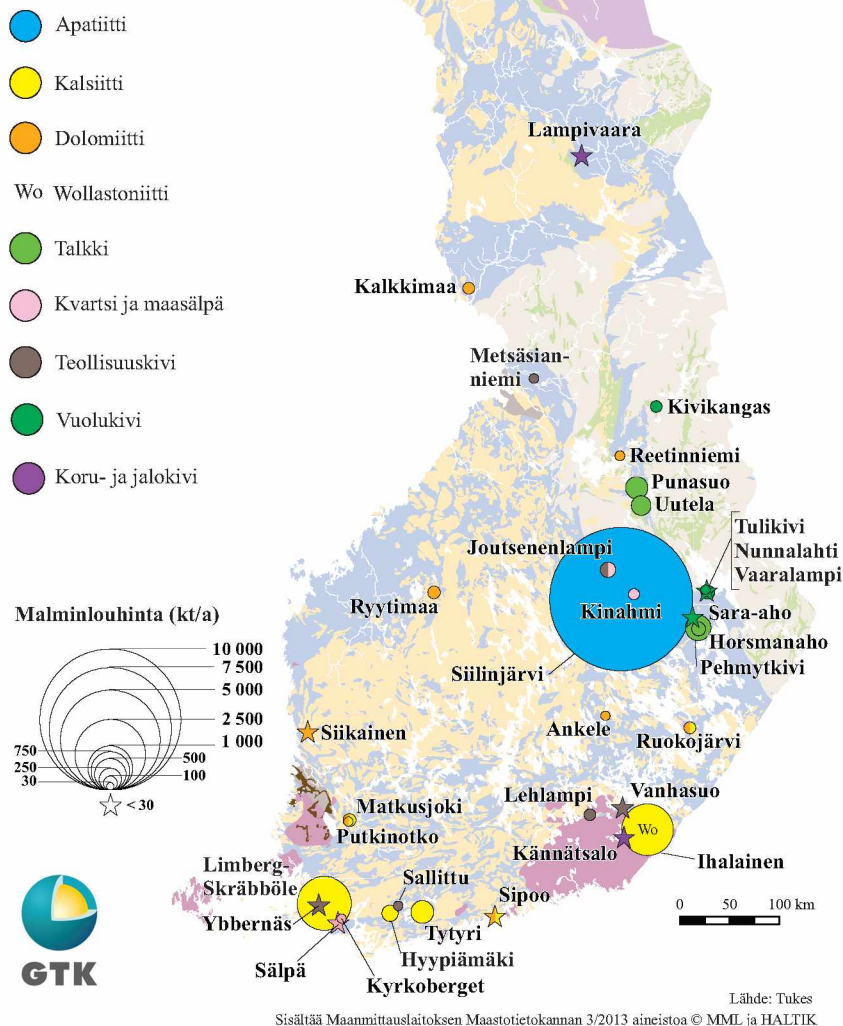 Apatiitti
Kalsiitti
Dolomiitti
Wo Wollastoniitti
Talkki
Kvartsi ja maasälpä
Teollisuuskivi
Vuolukivi
Koru- ja jalokivi
Malminlouhinta (kt/a)
10 000
7 500
5 000
2 500
1 000
750
500
250
100
30
< 30
Lampivaara
Kalkkimaa
Metsäsian-
niemi
Kivikangas
Reetinniemi
Punasuo
Uutela
Tulikivi
Nunnalahti
Vaaralampi
Joutsenenlampi
Kinahmi
Ryytimaa
Sara-aho
Horsmanaho
Pehmytkivi
Siilinjärvi
Siikainen
Ankele
Ruokojärvi
Lehlampi
Vanhasuo
Matkusjoki
Putkinotko
Wo
Kännätsalo
Ihalainen
Limberg-
Skräbböle
Sallittu
Sipoo
Ybbernäs
Tytyri
Hyypiämäki
Sälpä
Kyrkoberget
0 50 100 km
GTK
Lähde: Tukes
Sisältää Maanmittauslaitoksen Maastotietokannan 3/2013 aineistoa © MML ja HALTIK